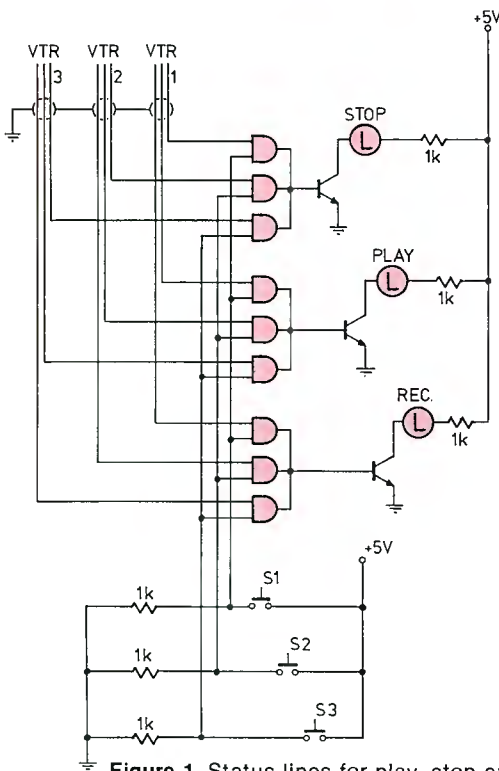 +5V
VTR VTR VTR
3 2 1
STOP
L
1k
PLAY
L
1k
REC.
L
1k
+5V
1k
S1
1k
S2
1k
S3
Figure 1. Status lines for play, stop a